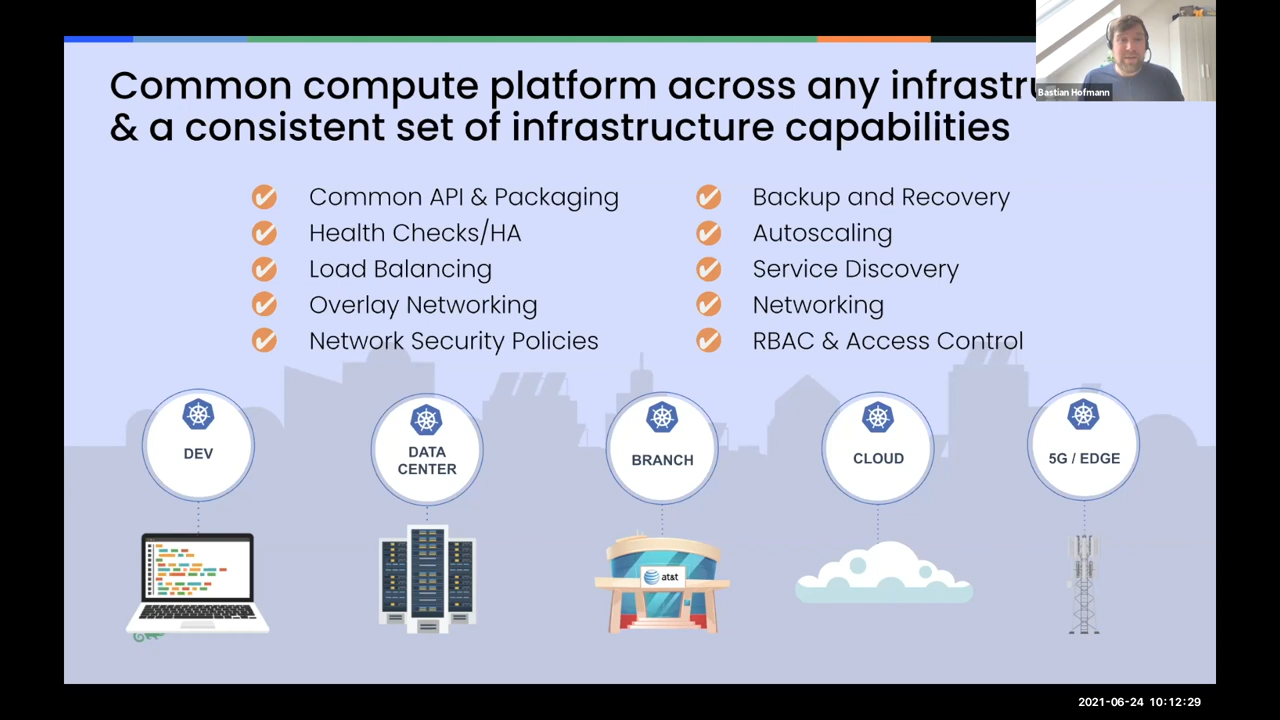 Common compute platform across any infrastru
& a consistent set of infrastructure capabilities
Bastian Hofmann
Common API & Packaging
Health Checks/HA
Load Balancing
Overlay Networking
Network Security Policies
Backup and Recovery
Autoscaling
Service Discovery
Networking
RBAC & Access Control
DEV
DATA
CENTER
BRANCH
CLOUD
5G / EDGE
at&t
2021-06-24 10:12:29